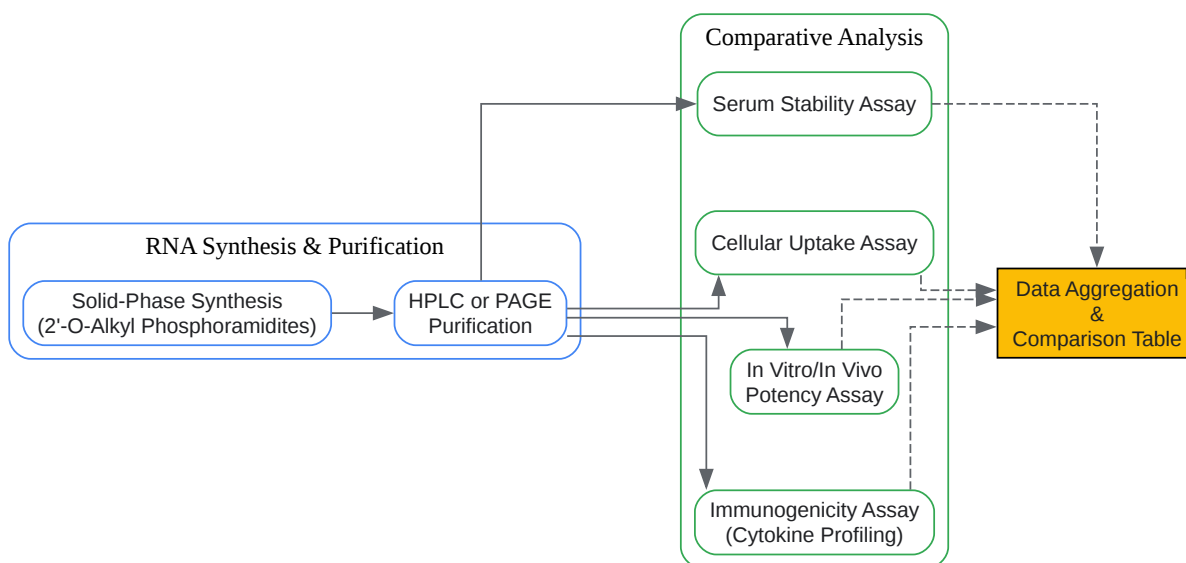 RNA Synthesis & Purification
Solid-Phase Synthesis
(2'-O-Alkyl Phosphoramidites)
HPLC or PAGE
Purification
Comparative Analysis
Serum Stability Assay
Cellular Uptake Assay
In Vitro/In Vivo
Potency Assay
Immunogenicity Assay
(Cytokine Profiling)
Data Aggregation
&
Comparison Table